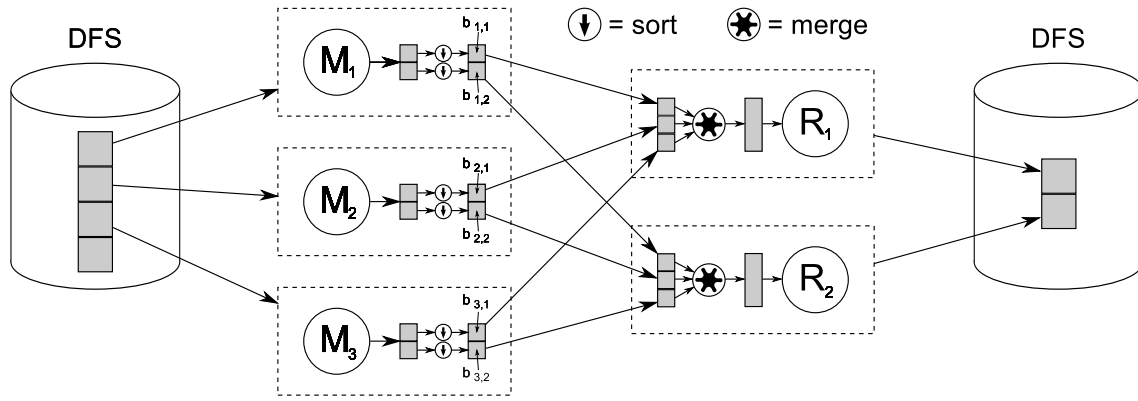 DFS
b1,1
M1
b1,2
b2,1
M2
b2,2
b3,1
M3
b3,2
= sort
= merge
R1
R2
DFS